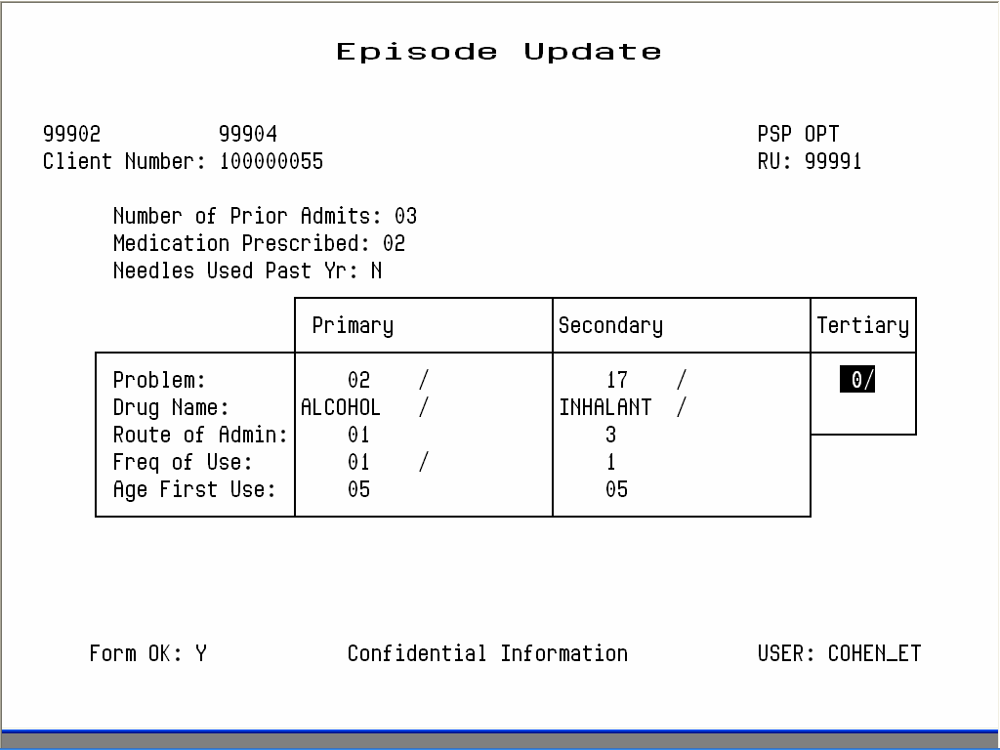 Episode Update
99902 99904 PSP OPT
Client Number: 100000055 RU: 99991
Number of Prior Admits: 03
Medication Prescribed: 02
Needles Used Past Yr: N
Primary Secondary Tertiary
Problem: 02 / 17 / 0/
Drug Name: ALCOHOL / INHALANT /
Route of Admin: 01 3
Freq of Use: 01 / 1
Age First Use: 05 05
Form OK: Y Confidential Information USER: COHEN_ET